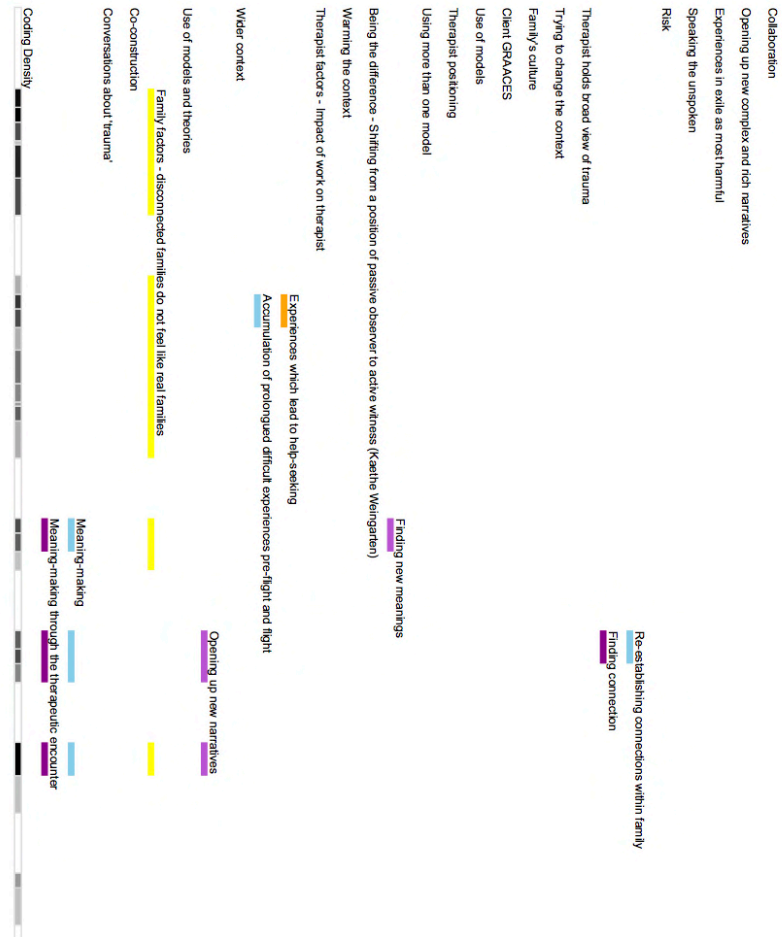 Collaboration
Opening up new complex and rich narratives
Experiences in exile as most harmful
Speaking the unspoken
Risk
Re-establishing connections within family
Finding connection
Therapist holds broad view of trauma
Trying to change the context
Family's culture
Client GRAACES
Use of models
Therapist positioning
Using more than one model
Finding new meanings
Being the difference - Shifting from a position of passive observer to active witness (Kaethe Weingarten)
Warming the context
Therapist factors - Impact of work on therapist
Experiences which lead to help-seeking
Accumulation of prolongued difficult experiences pre-flight and flight
Wider context
Opening up new narratives
Use of models and theories
Family factors - disconnected families do not feel like real families
Co-construction
Conversations about 'trauma'
Meaning-making
Meaning-making through the therapeutic encounter
Coding Density